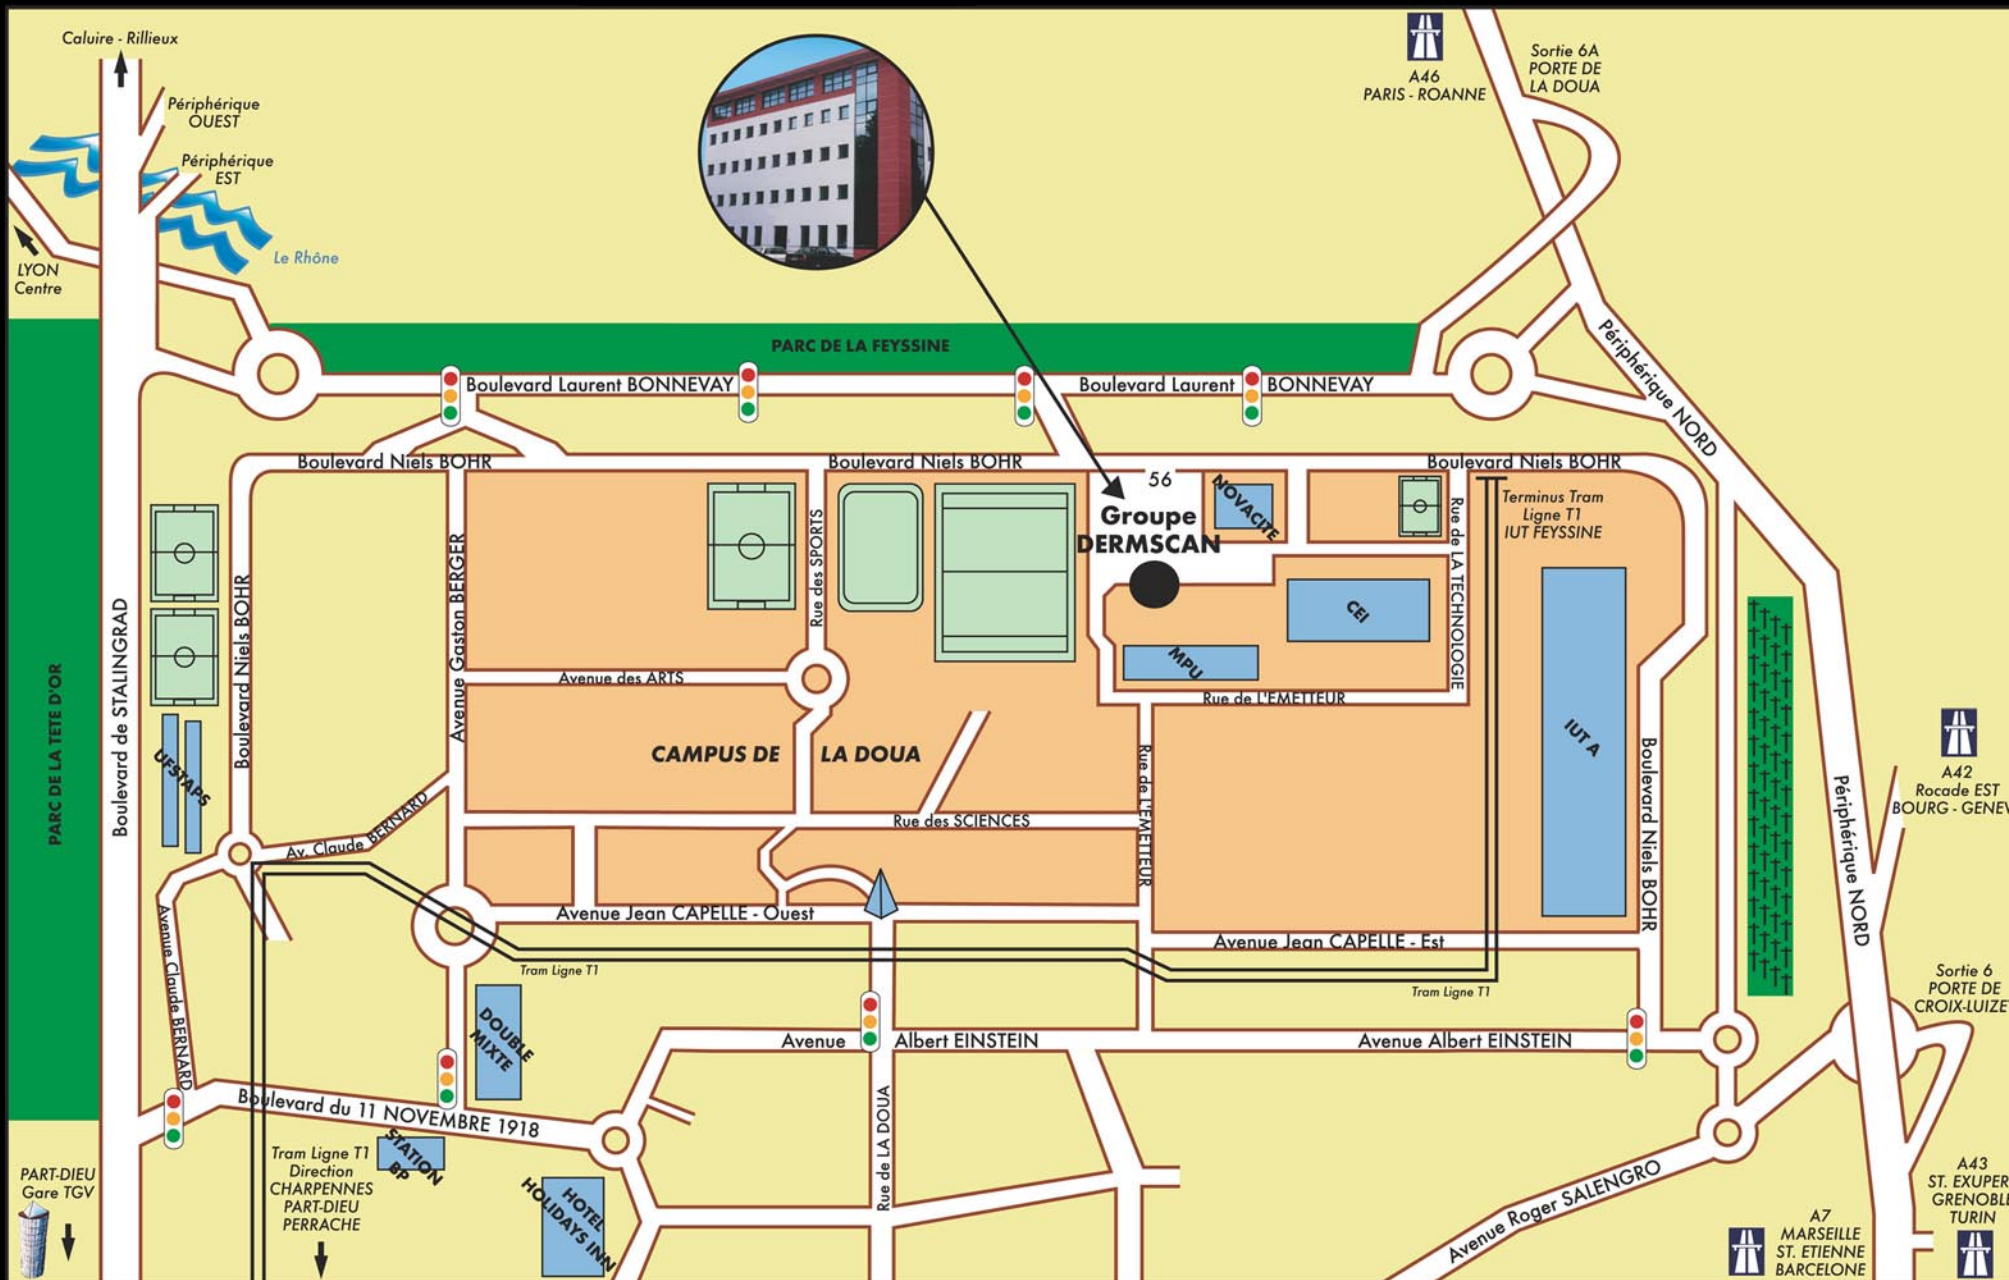 Caluire - Rillieux
Périphérique
OUEST
Périphérique
EST
Le Rhône
LYON
Centre
A46
PARIS - ROANNE
Sortie 6A
PORTE DE
LA DOUA
PARC DE LA FEYSSINE
Boulevard Laurent BONNEVAY
Boulevard Laurent BONNEVAY
Périphérique NORD
Boulevard Niels BOHR
Boulevard Niels BOHR
Boulevard Niels BOHR
56
NOVACITE
Groupe
DERMSCAN
Terminus Tram
Ligne T1
IUT FEYSSINE
Rue des SPORTS
Rue de LA TECHNOLOGIE
Avenue Gaston BERGER
Boulevard Niels BOHR
Boulevard de STALINGRAD
PARC DE LA TETE D'OR
CEI
MPU
Avenue des ARTS
Rue de L'EMETTEUR
CAMPUS DE LA DOUA
UFSTAPS
IUT A
Rue de L'EMETTEUR
Boulevard Niels BOHR
Périphérique NORD
A42
Rocade EST
BOURG - GENEV
Av. Claude BERNARD
Rue des SCIENCES
Avenue Jean CAPELLE - Ouest
Avenue Jean CAPELLE - Est
Avenue Claude BERNARD
Tram Ligne T1
Tram Ligne T1
Sortie 6
PORTE DE
CROIX-LUIZET
DOUBLE
MIXTE
Avenue Albert EINSTEIN
Avenue Albert EINSTEIN
Boulevard du 11 NOVEMBRE 1918
STATION
BP
Rue de LA DOUA
Tram Ligne T1
Direction
CHARPENNES
PART-DIEU
PERRACHE
PART-DIEU
Gare TGV
HOTEL
HOLIDAYS INN
Avenue Roger SALENGRO
A43
ST. EXUPER
GRENOBLE
TURIN
A7
MARSEILLE
ST. ETIENNE
BARCELONE